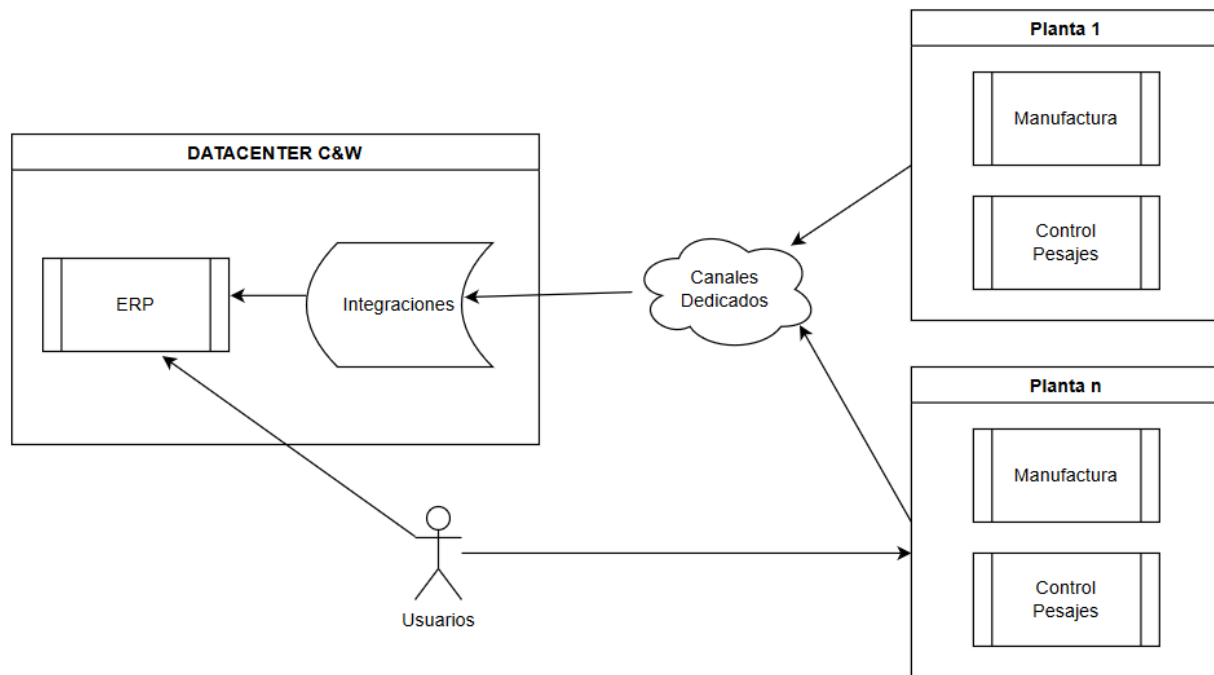 Planta 1
Manufactura
Control
Pesajes
DATACENTER C&W
ERP
Integraciones
Canales
Dedicados
Planta n
Manufactura
Control
Pesajes
Usuarios